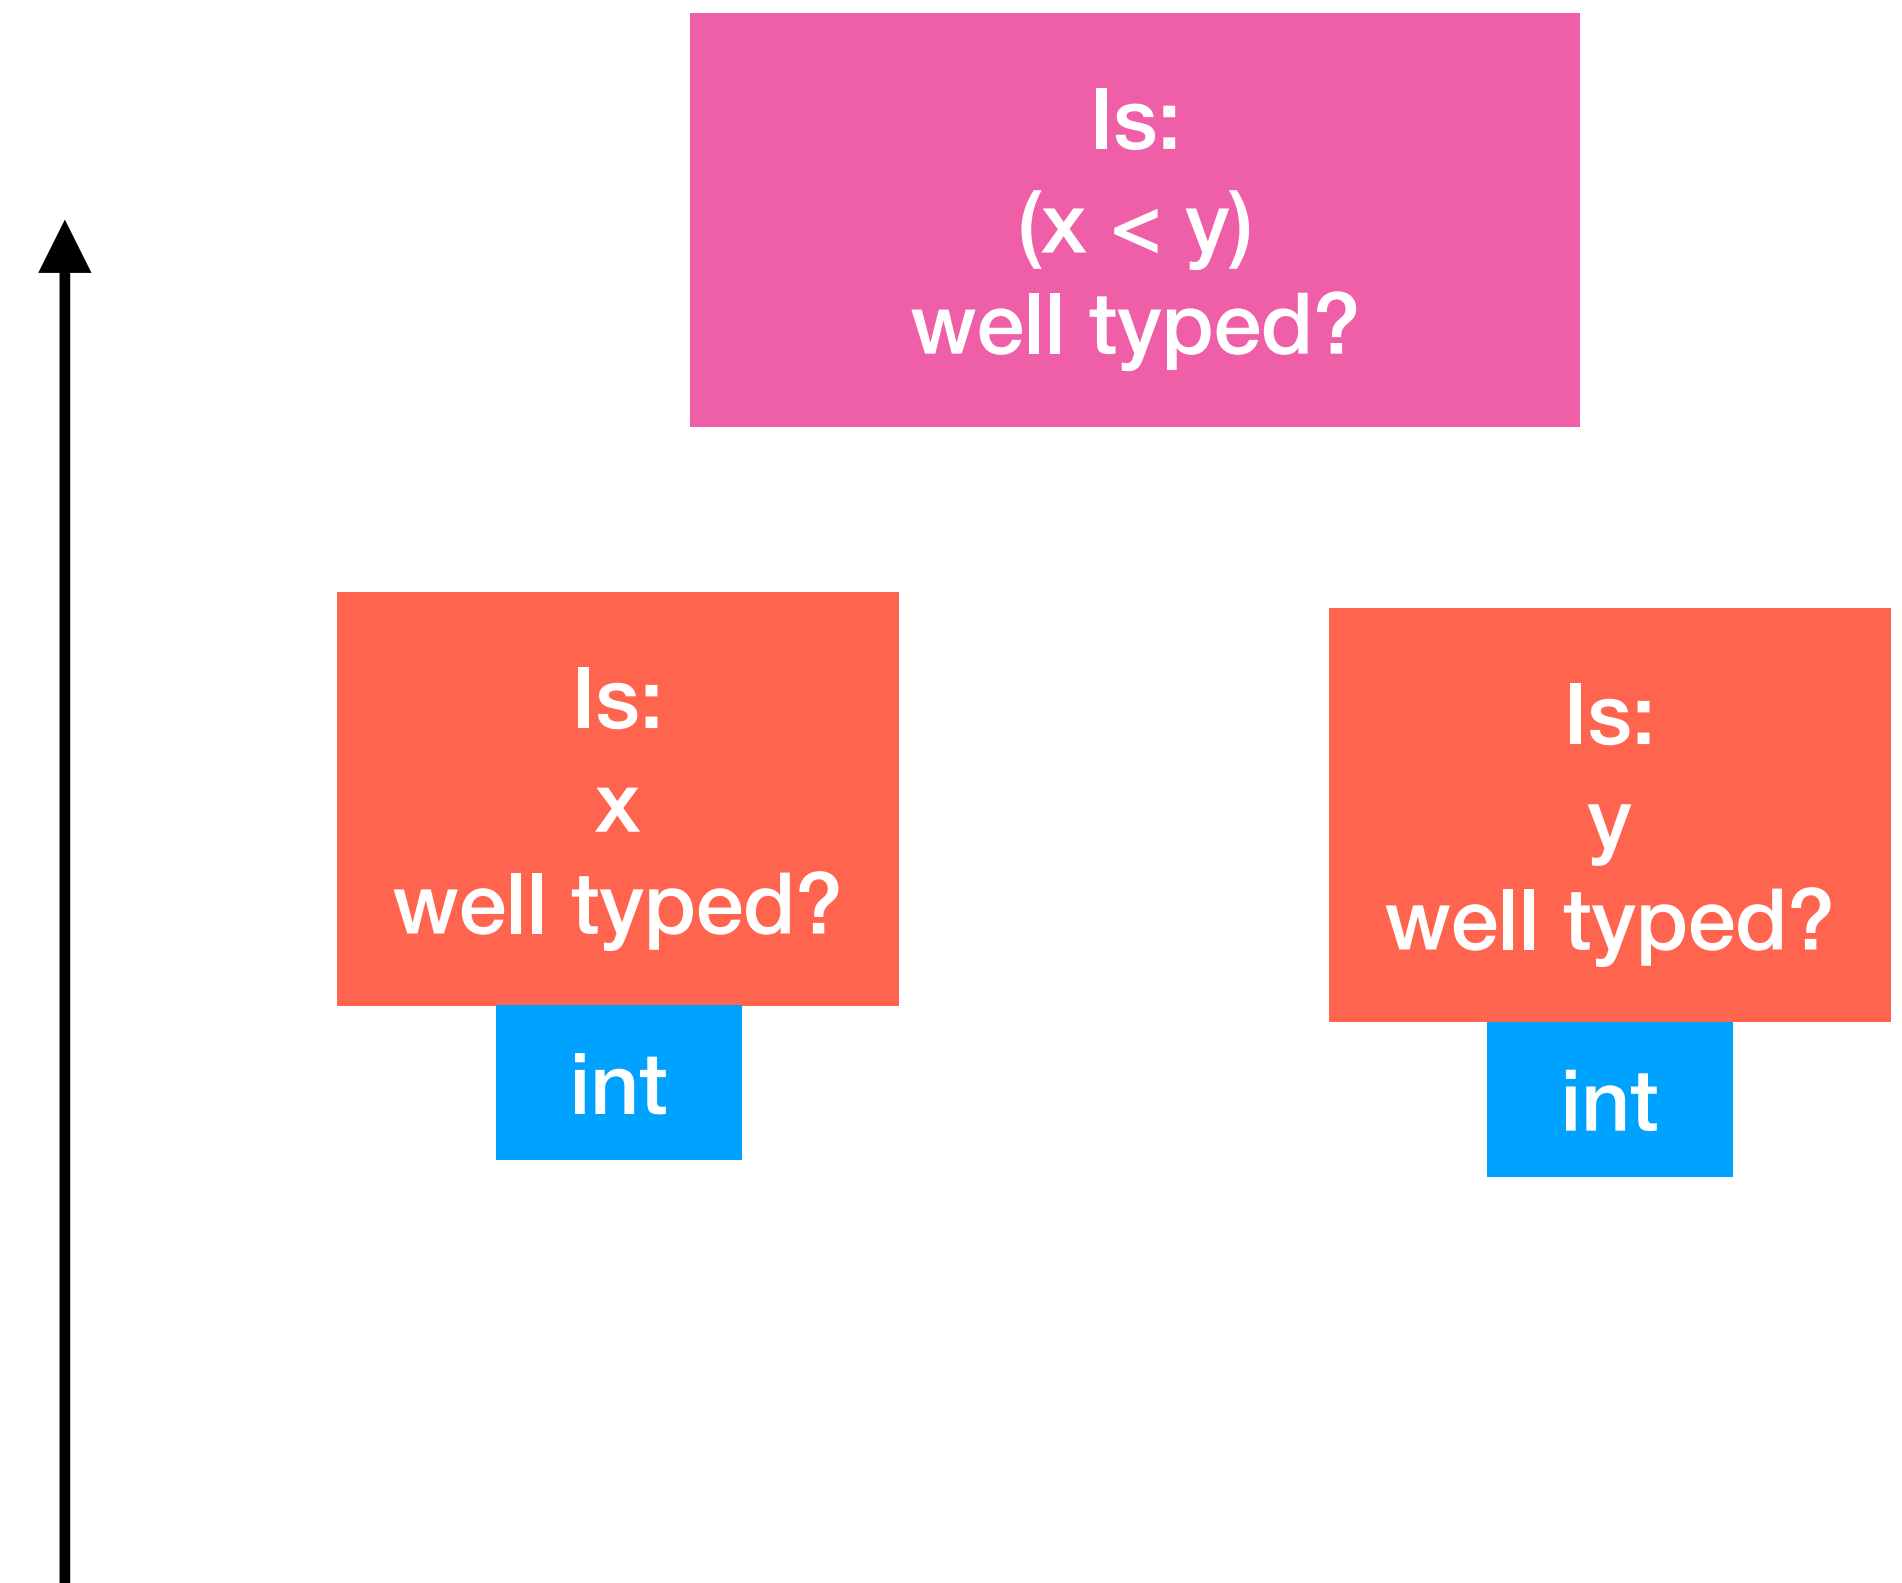 Is:
(x < y)
well typed?
Is:
x
well typed?
int
Is:
y
well typed?
int